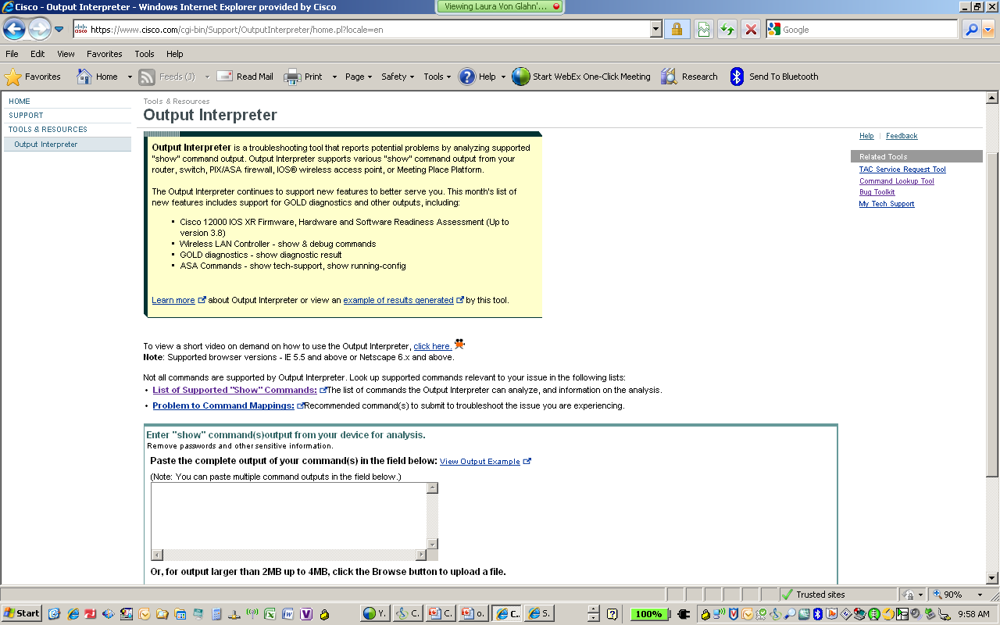 Cisco - Output Interpreter - Windows Internet Explorer provided by Cisco
Viewing Laura Von Glahn'...
https://www.cisco.com/cgi-bin/Support/OutputInterpreter/home.pl?locale=en
Google
File Edit View Favorites Tools Help
Favorites Home Feeds (J) Read Mail Print Page Safety Tools Help Start WebEx One-Click Meeting Research Send To Bluetooth
HOME
SUPPORT
TOOLS & RESOURCES
Output Interpreter
Tools & Resources
Output Interpreter
Output Interpreter is a troubleshooting tool that reports potential problems by analyzing supported
"show" command output. Output Interpreter supports various "show" command output from your
router, switch, PIX/ASA firewall, IOS® wireless access point, or Meeting Place Platform.
The Output Interpreter continues to support new features to better serve you. This month's list of
new features includes support for GOLD diagnostics and other outputs, including:
• Cisco 12000 IOS XR Firmware, Hardware and Software Readiness Assessment (Up to
version 3.8)
• Wireless LAN Controller - show & debug commands
• GOLD diagnostics - show diagnostic result
• ASA Commands - show tech-support, show running-config
Learn more about Output Interpreter or view an example of results generated by this tool.
Help | Feedback
Related Tools
TAC Service Request Tool
Command Lookup Tool
Bug Toolkit
My Tech Support
To view a short video on demand on how to use the Output Interpreter, click here.
Note: Supported browser versions - IE 5.5 and above or Netscape 6.x and above.
Not all commands are supported by Output Interpreter. Look up supported commands relevant to your issue in the following lists:
• List of Supported "Show" Commands: The list of commands the Output Interpreter can analyze, and information on the analysis.
• Problem to Command Mappings: Recommended command(s) to submit to troubleshoot the issue you are experiencing.
Enter "show" command(s)output from your device for analysis.
Remove passwords and other sensitive information.
Paste the complete output of your command(s) in the field below: View Output Example
(Note: You can paste multiple command outputs in the field below.)
Or, for output larger than 2MB up to 4MB, click the Browse button to upload a file.
Trusted sites
90%
Start
Y.
C.
C.
o.
C..
S.
100%
9:58 AM